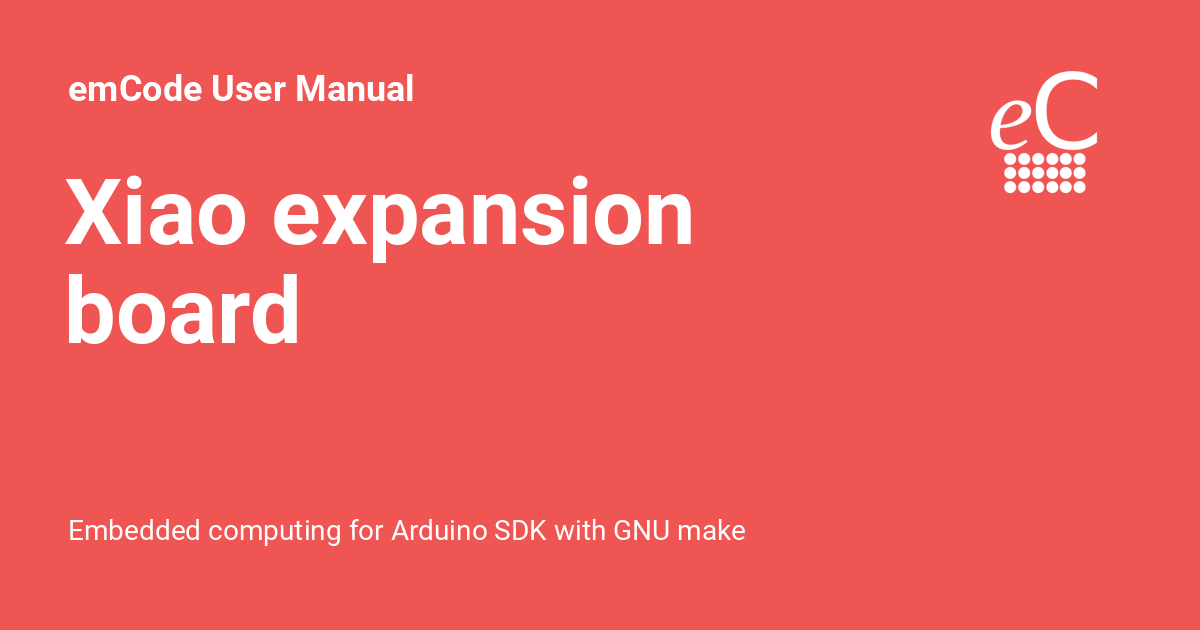 emCode User Manual
eC
Xiao expansion
board
Embedded computing for Arduino SDK with GNU make